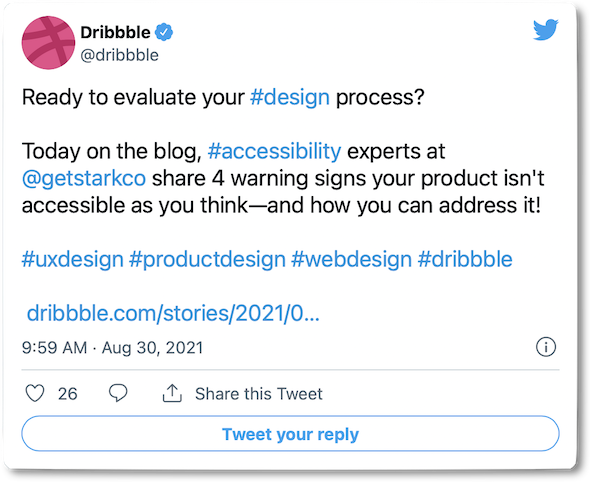 Dribbble
@dribbble
Ready to evaluate your #design process?
Today on the blog, #accessibility experts at
@getstarkco share 4 warning signs your product isn't
accessible as you think—and how you can address it!
#uxdesign #productdesign #webdesign #dribbble
dribbble.com/stories/2021/0...
9:59 AM · Aug 30, 2021
26 Share this Tweet
Tweet your reply